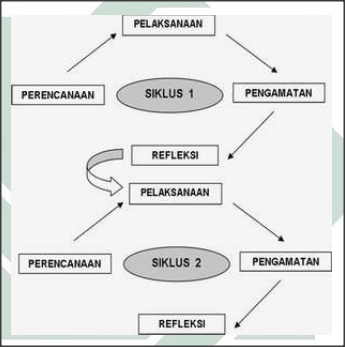 PELAKSANAAN
PERENCANAAN
SIKLUS 1
PENGAMATAN
REFLEKSI
PELAKSANAAN
PERENCANAAN
SIKLUS 2
PENGAMATAN
REFLEKSI